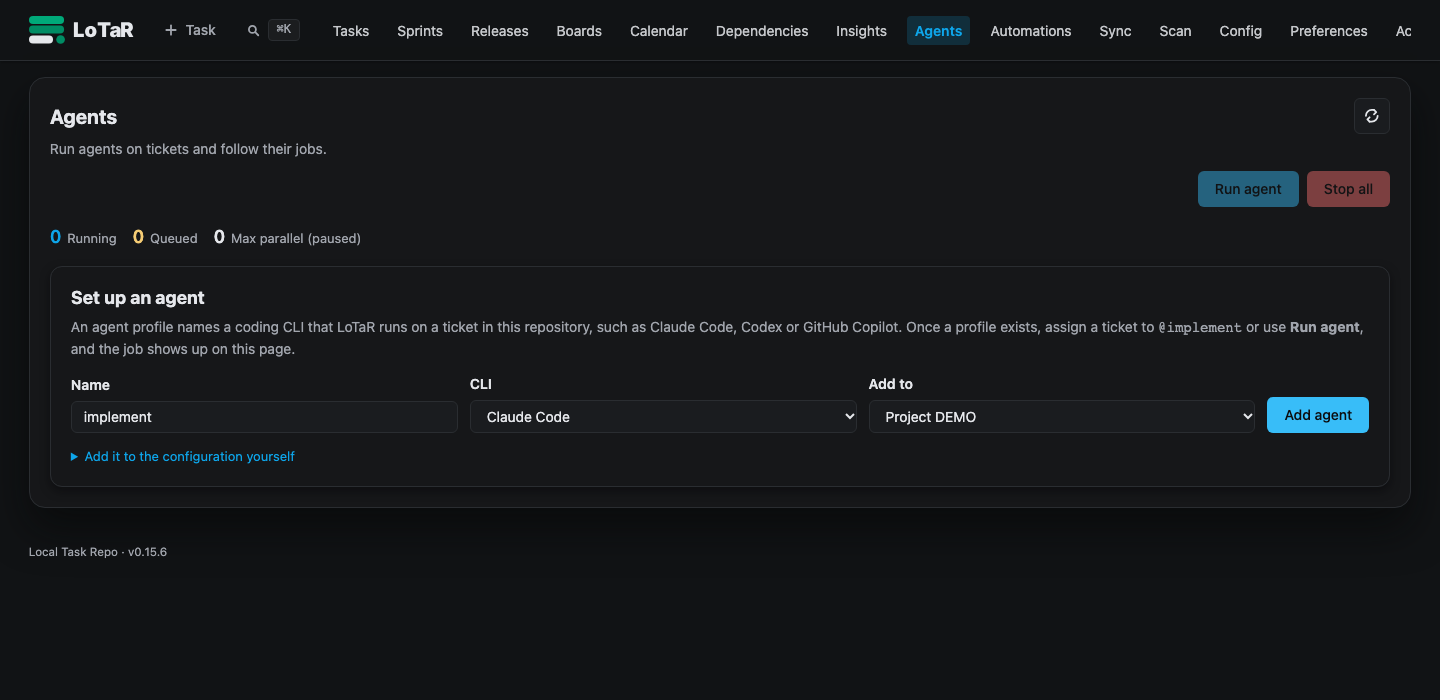 LoTaR
+ Task
⌘K
Tasks
Sprints
Releases
Boards
Calendar
Dependencies
Insights
Agents
Automations
Sync
Scan
Config
Preferences
Ac
Agents
Run agents on tickets and follow their jobs.
Run agent
Stop all
0 Running
0 Queued
0 Max parallel (paused)
Set up an agent
An agent profile names a coding CLI that LoTaR runs on a ticket in this repository, such as Claude Code, Codex or GitHub Copilot. Once a profile exists, assign a ticket to @implement or use Run agent,
and the job shows up on this page.
Name
CLI
Add to
implement
Claude Code
Project DEMO
Add agent
Add it to the configuration yourself
Local Task Repo · v0.15.6